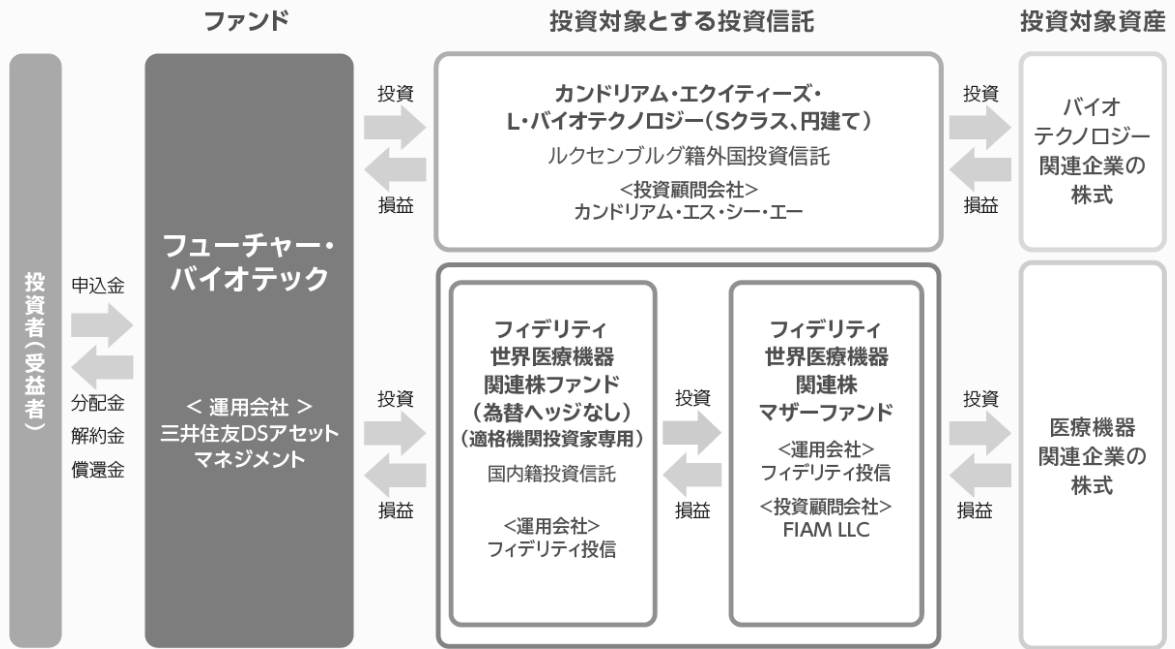 ファンド
投資対象とする投資信託
投資対象資産
投資者(受益者)
申込金
分配金
解約金
償還金
フューチャー・
バイオテック
< 運用会社 >
三井住友DSアセット
マネジメント
投資
損益
カンドリアム・エクイティーズ・
L・バイオテクノロジー(Sクラス、円建て)
ルクセンブルグ籍外国投資信託
<投資顧問会社>
カンドリアム・エス・シー・エー
投資
損益
バイオ
テクノロジー
関連企業の
株式
投資
損益
フィデリティ
世界医療機器
関連株ファンド
(為替ヘッジなし)
(適格機関投資家専用)
国内籍投資信託
<運用会社>
フィデリティ投信
投資
損益
フィデリティ
世界医療機器
関連株
マザーファンド
<運用会社>
フィデリティ投信
<投資顧問会社>
FIAM LLC
投資
損益
医療機器
関連企業の
株式